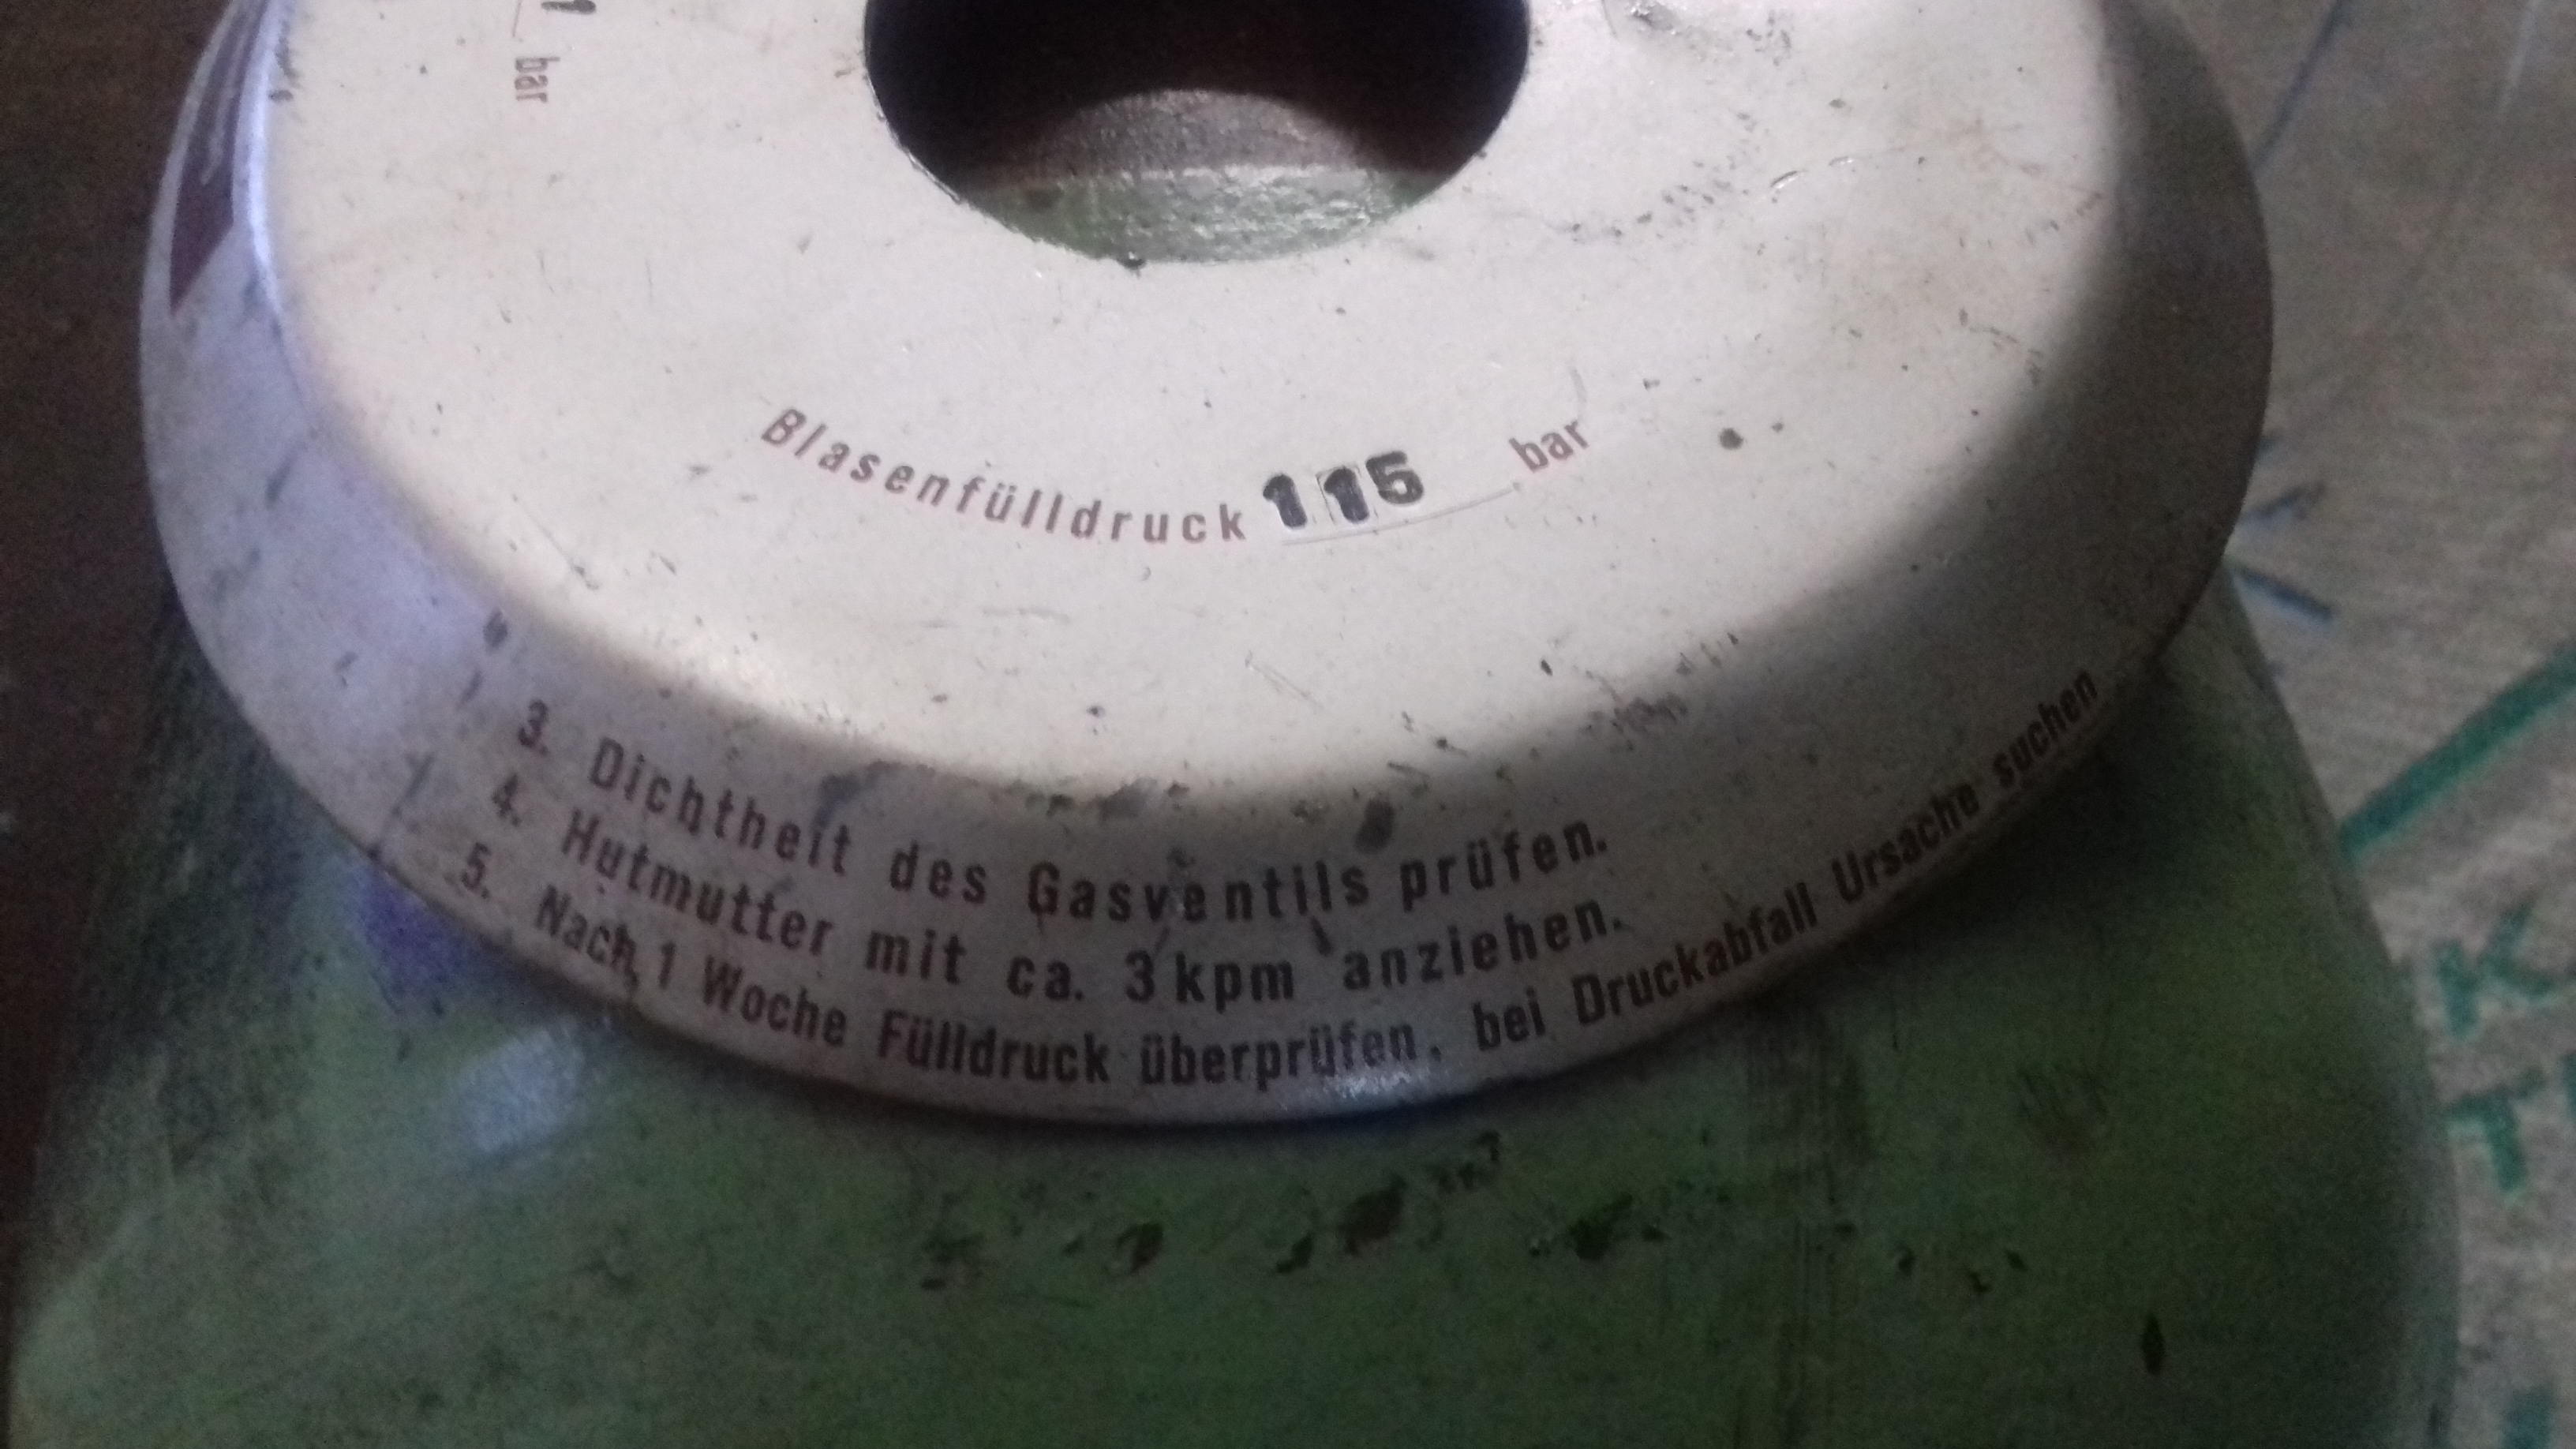 1 bar
Blasenfülldruck 115 bar
3. Dichtheit des Gasventils prüfen.
4. Hutmutter mit ca. 3 kpm anziehen.
5. Nach 1 Woche Fülldruck überprüfen, bei Druckabfall Ursache suchen.
K
T